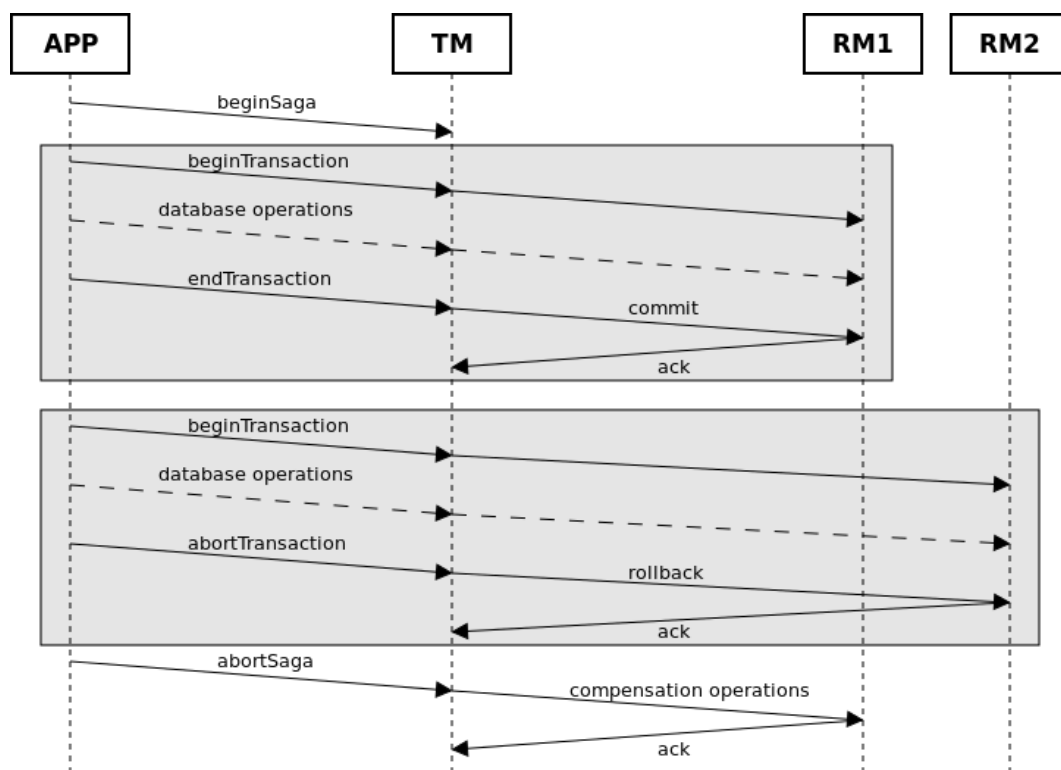 APP TM RM1 RM2
beginSaga
beginTransaction
database operations
endTransaction
commit
ack
beginTransaction
database operations
abortTransaction
rollback
ack
abortSaga
compensation operations
ack